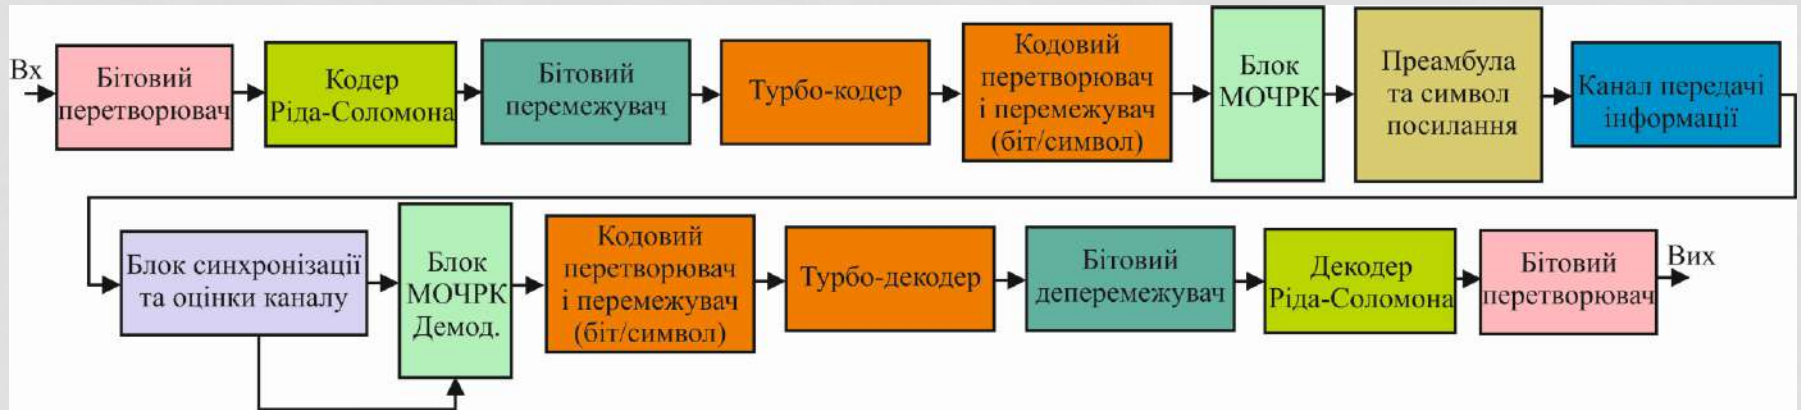 Вх
Бітовий
перетворювач
Кодер
Ріда-Соломона
Бітовий
перемежувач
Турбо-кодер
Кодовий
перетворювач
і перемежувач
(біт/символ)
Блок
МОЧРК
Преамбула
та символ
посилання
Канал передачі
інформації
Блок синхронізації
та оцінки каналу
Блок
МОЧРК
Демод.
Кодовий
перетворювач
і перемежувач
(біт/символ)
Турбо-декодер
Бітовий
деперемежувач
Декодер
Ріда-Соломона
Бітовий
перетворювач
Вих